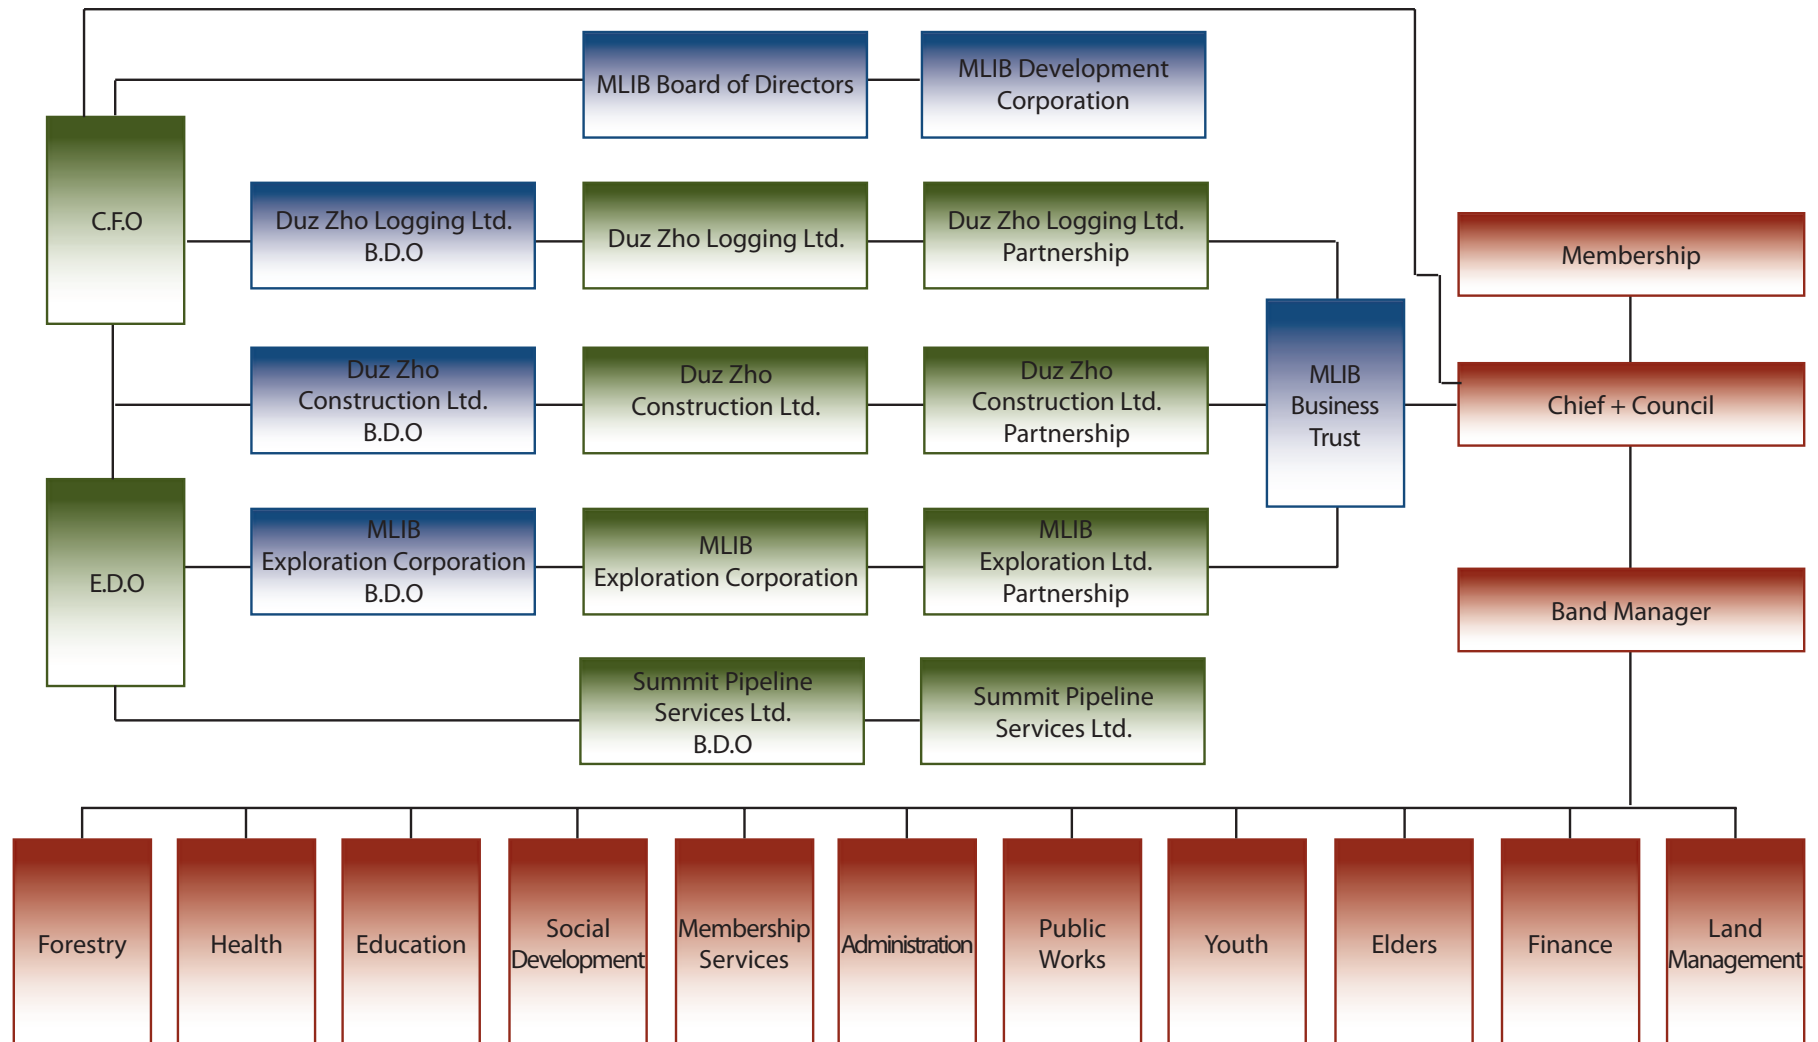 MLIB Board of Directors
MLIB Development
Corporation
C.F.O
Duz Zho Logging Ltd.
B.D.O
Duz Zho Logging Ltd.
Duz Zho Logging Ltd.
Partnership
Membership
Duz Zho
Construction Ltd.
B.D.O
Duz Zho
Construction Ltd.
Duz Zho
Construction Ltd.
Partnership
MLIB
Business
Trust
Chief + Council
E.D.O
MLIB
Exploration Corporation
B.D.O
MLIB
Exploration Corporation
MLIB
Exploration Ltd.
Partnership
Band Manager
Summit Pipeline
Services Ltd.
B.D.O
Summit Pipeline
Services Ltd.
Forestry
Health
Education
Social
Development
Membership
Services
Administration
Public
Works
Youth
Elders
Finance
Land
Management